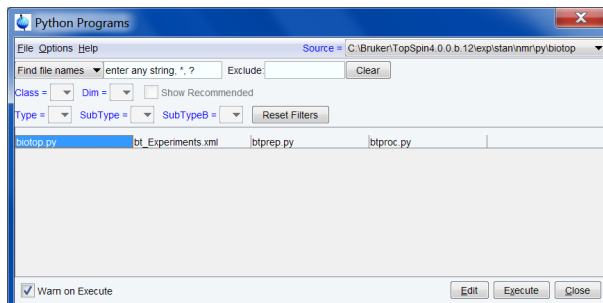 Python Programs
File Options Help Source = C:\Bruker\TopSpin4.0.0.b.12\exp\stan\nmr\py\biotop
Find file names enter any string, *, ? Exclude: Clear
Class = Dim = Show Recommended
Type = SubType = SubTypeB = Reset Filters
biotop.py bt_Experiments.xml btprep.py btproc.py
Warn on Execute Edit Execute Close